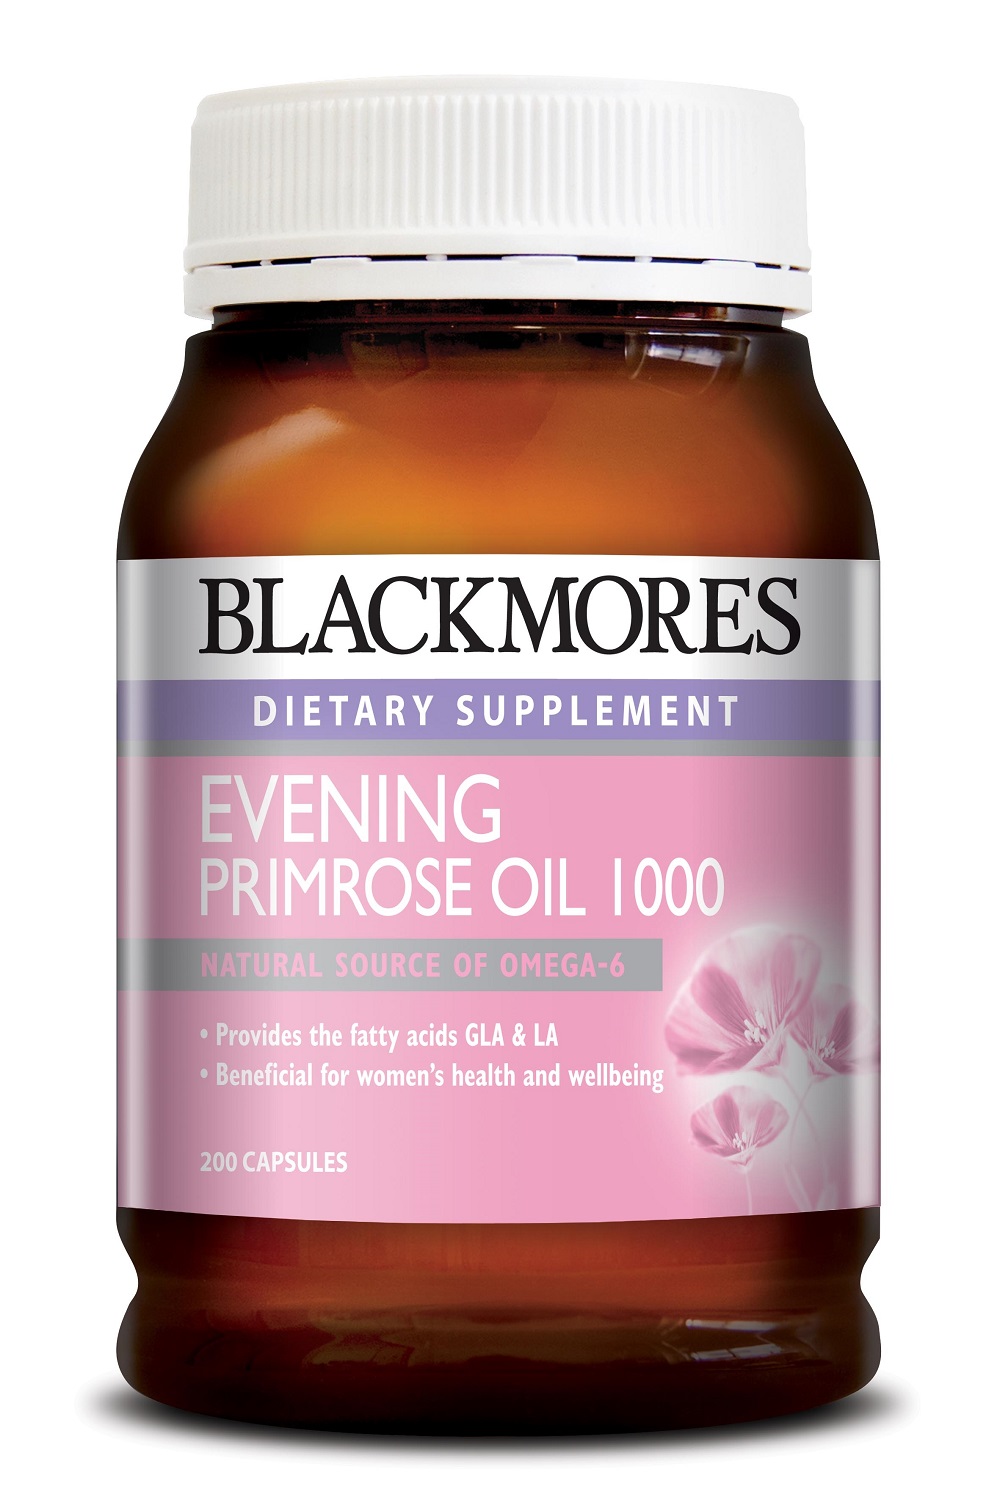 BLACKMORES
DIETARY SUPPLEMENT
EVENING
PRIMROSE OIL 1000
NATURAL SOURCE OF OMEGA-6
• Provides the fatty acids GLA & LA
• Beneficial for women's health and wellbeing
200 CAPSULES